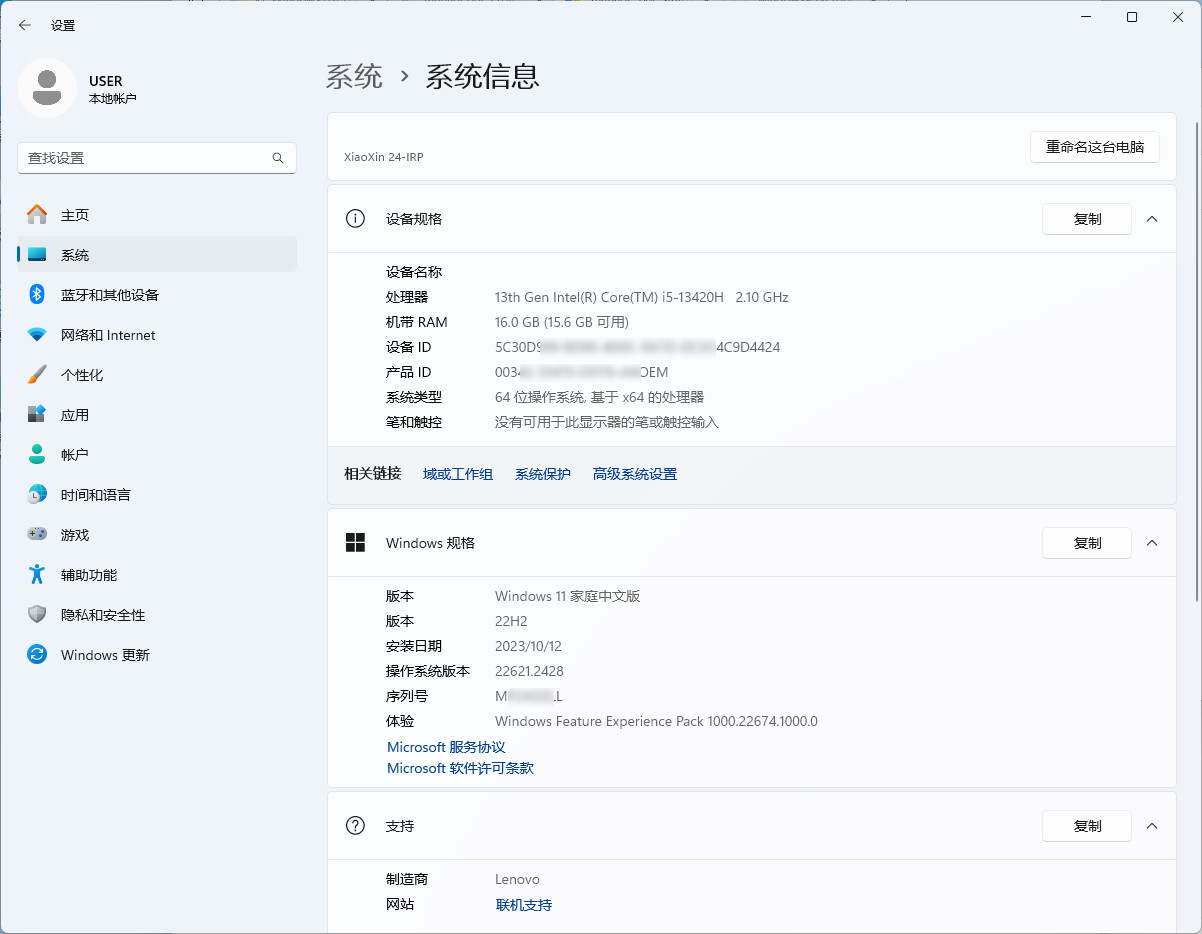 设置
USER
本地帐户
查找设置
主页
系统
蓝牙和其他设备
网络和 Internet
个性化
应用
帐户
时间和语言
游戏
辅助功能
隐私和安全性
Windows 更新
系统 › 系统信息
XiaoXin 24-IRP
重命名这台电脑
设备规格 复制
设备名称
处理器 13th Gen Intel(R) Core(TM) i5-13420H 2.10 GHz
机带 RAM 16.0 GB (15.6 GB 可用)
设备 ID 5C30D9 4C9D4424
产品 ID 0034 OEM
系统类型 64 位操作系统, 基于 x64 的处理器
笔和触控 没有可用于此显示器的笔或触控输入
相关链接 域或工作组 系统保护 高级系统设置
Windows 规格 复制
版本 Windows 11 家庭中文版
版本 22H2
安装日期 2023/10/12
操作系统版本 22621.2428
序列号 M L
体验 Windows Feature Experience Pack 1000.22674.1000.0
Microsoft 服务协议
Microsoft 软件许可条款
支持 复制
制造商 Lenovo
网站 联机支持